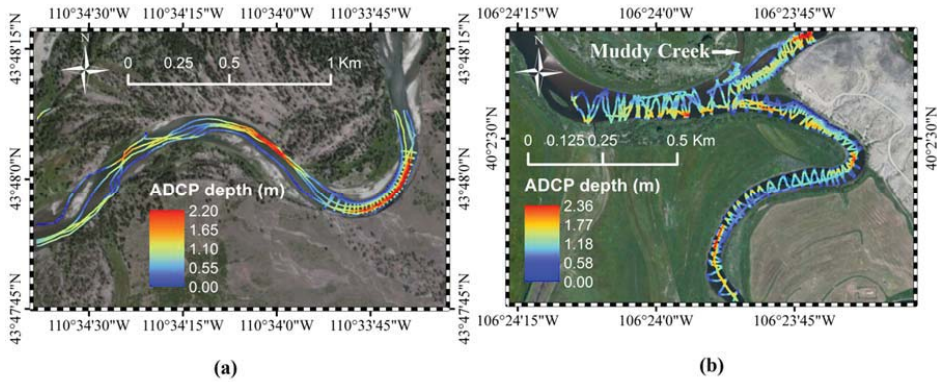 110°34'30"W 110°34'15"W 110°34'0"W 110°33'45"W
43°48'15"N
43°48'0"N
43°47'45"N
N
0 0.25 0.5 1 Km
ADCP depth (m)
2.20
1.65
1.10
0.55
0.00
110°34'30"W 110°34'15"W 110°34'0"W 110°33'45"W
43°48'15"N
43°48'0"N
43°47'45"N
(a)
106°24'15"W 106°24'0"W 106°23'45"W
40°2'30"N
N
Muddy Creek
0 0.125 0.25 0.5 Km
ADCP depth (m)
2.36
1.77
1.18
0.58
0.00
106°24'15"W 106°24'0"W 106°23'45"W
40°2'30"N
(b)